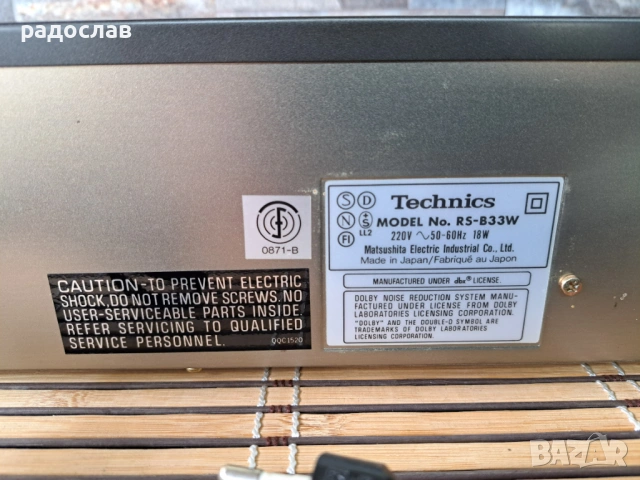 радослав
0871-B
CAUTION-TO PREVENT ELECTRIC
SHOCK, DO NOT REMOVE SCREWS. NO
USER-SERVICEABLE PARTS INSIDE
REFER SERVICING TO QUALIFIED
SERVICE PERSONNEL.
QQC1520
S D
N S
FI LL2
Technics
MODEL No. RS-B33W
220V ∿50-60Hz 18W
Matsushita Electric Industrial Co., Ltd.
Made in Japan/Fabriqué au Japon
MANUFACTURED UNDER dbx® LICENSE.
DOLBY NOISE REDUCTION SYSTEM MANU-
FACTURED UNDER LICENSE FROM DOLBY
LABORATORIES LICENSING CORPORATION.
"DOLBY" AND THE DOUBLE-D SYMBOL ARE
TRADEMARKS OF DOLBY LABORATORIES
LICENSING CORPORATION.
BAZAR